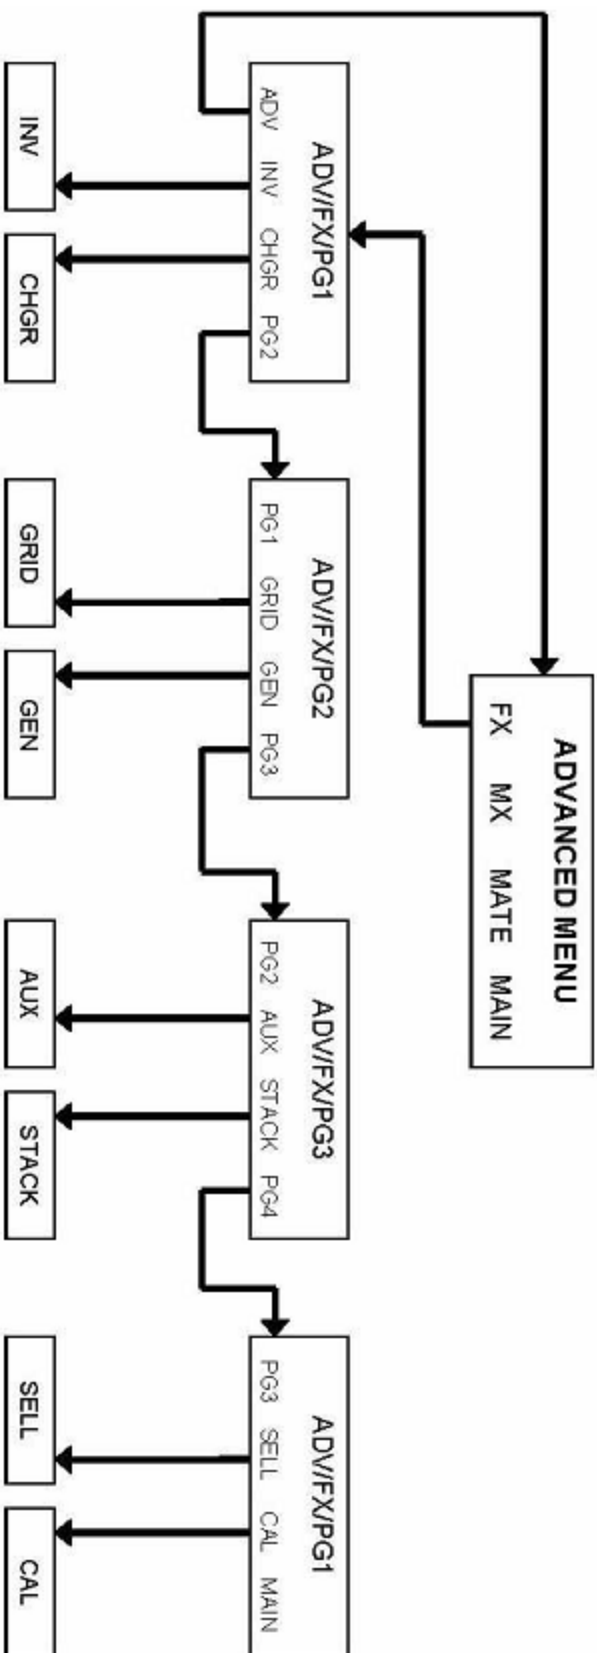 ADVANCED MENU
FX MX MATE MAIN
ADV/FX/PG1
ADV INV CHGR PG2
ADV/FX/PG2
PG1 GRID GEN PG3
ADV/FX/PG3
PG2 AUX STACK PG4
ADV/FX/PG1
PG3 SELL CAL MAIN
INV
CHGR
GRID
GEN
AUX
STACK
SELL
CAL